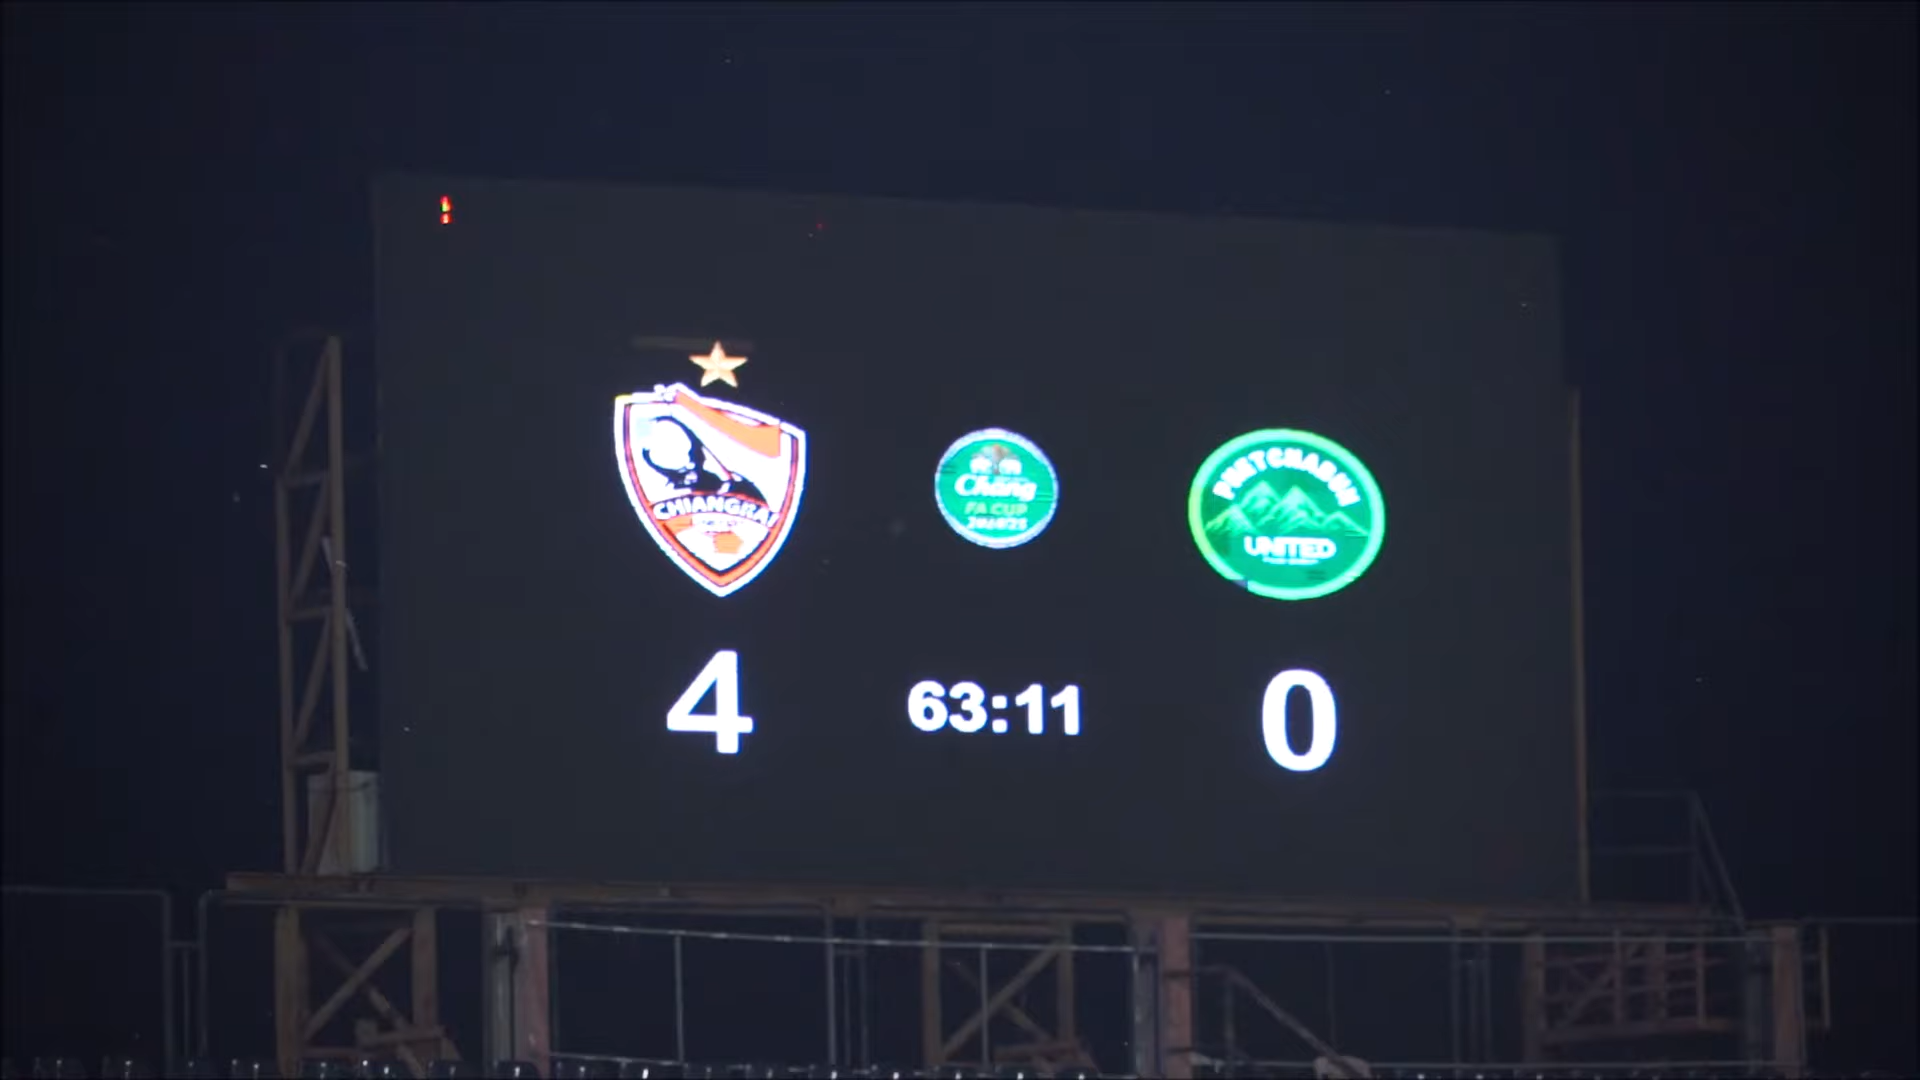 CHIANGRAI
Chang
FA CUP
PHETCHABUN
UNITED
4
63:11
0